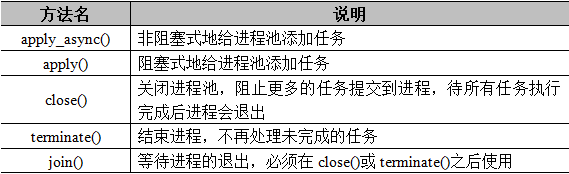 方法名 说明
apply_async() 非阻塞式地给进程池添加任务
apply() 阻塞式地给进程池添加任务
close() 关闭进程池，阻止更多的任务提交到进程，待所有任务执行
完成后进程会退出
terminate() 结束进程，不再处理未完成的任务
join() 等待进程的退出，必须在 close()或 terminate()之后使用